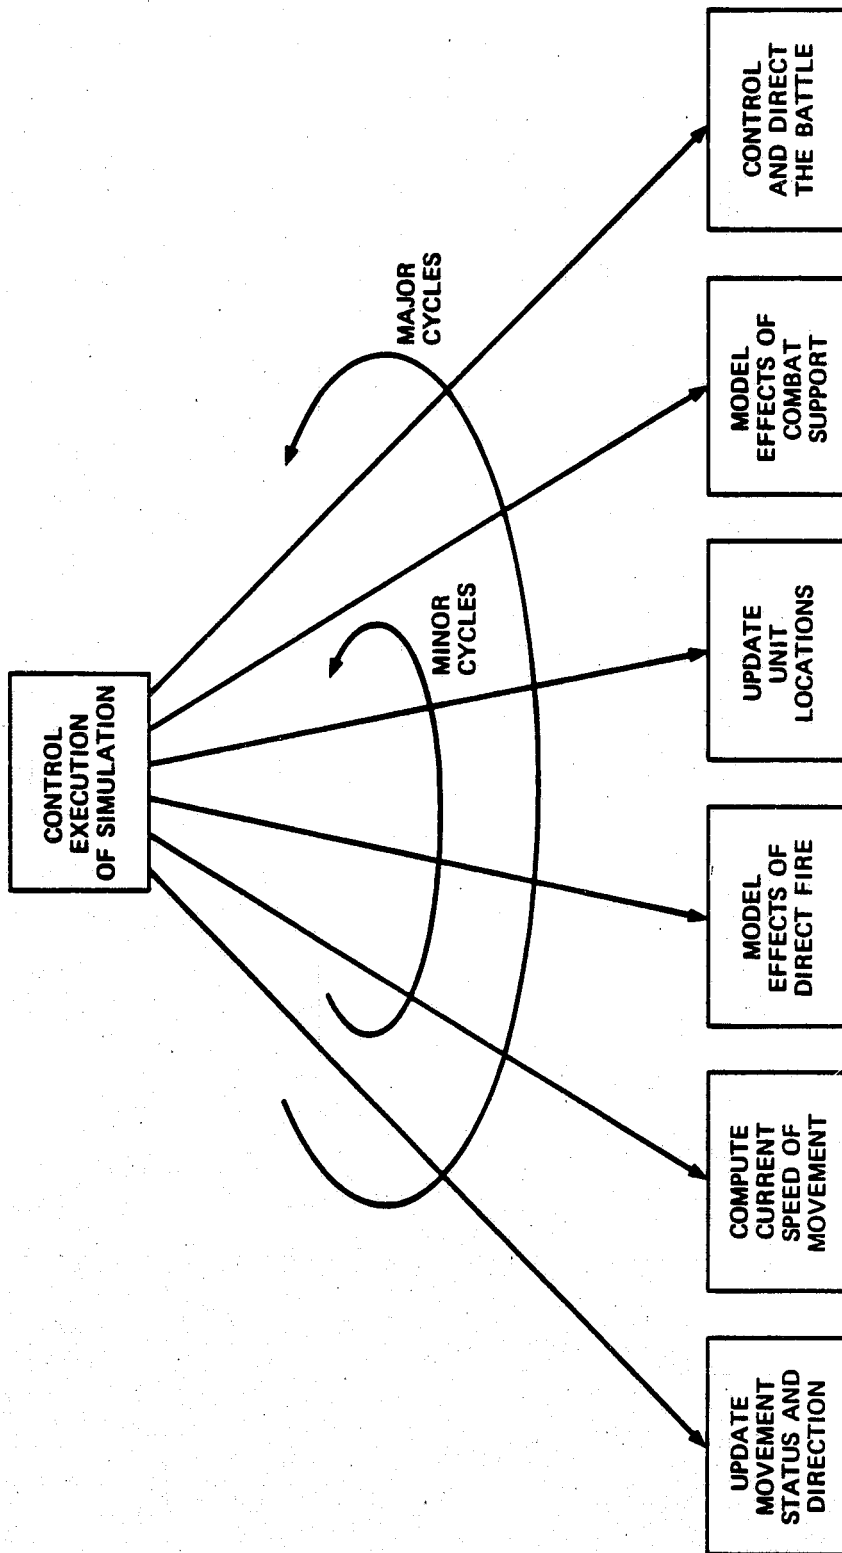 CONTROL
EXECUTION
OF SIMULATION
MAJOR
CYCLES
MINOR
CYCLES
UPDATE
MOVEMENT
STATUS AND
DIRECTION
COMPUTE
CURRENT
SPEED OF
MOVEMENT
MODEL
EFFECTS OF
DIRECT FIRE
UPDATE
UNIT
LOCATIONS
MODEL
EFFECTS OF
COMBAT
SUPPORT
CONTROL
AND DIRECT
THE BATTLE